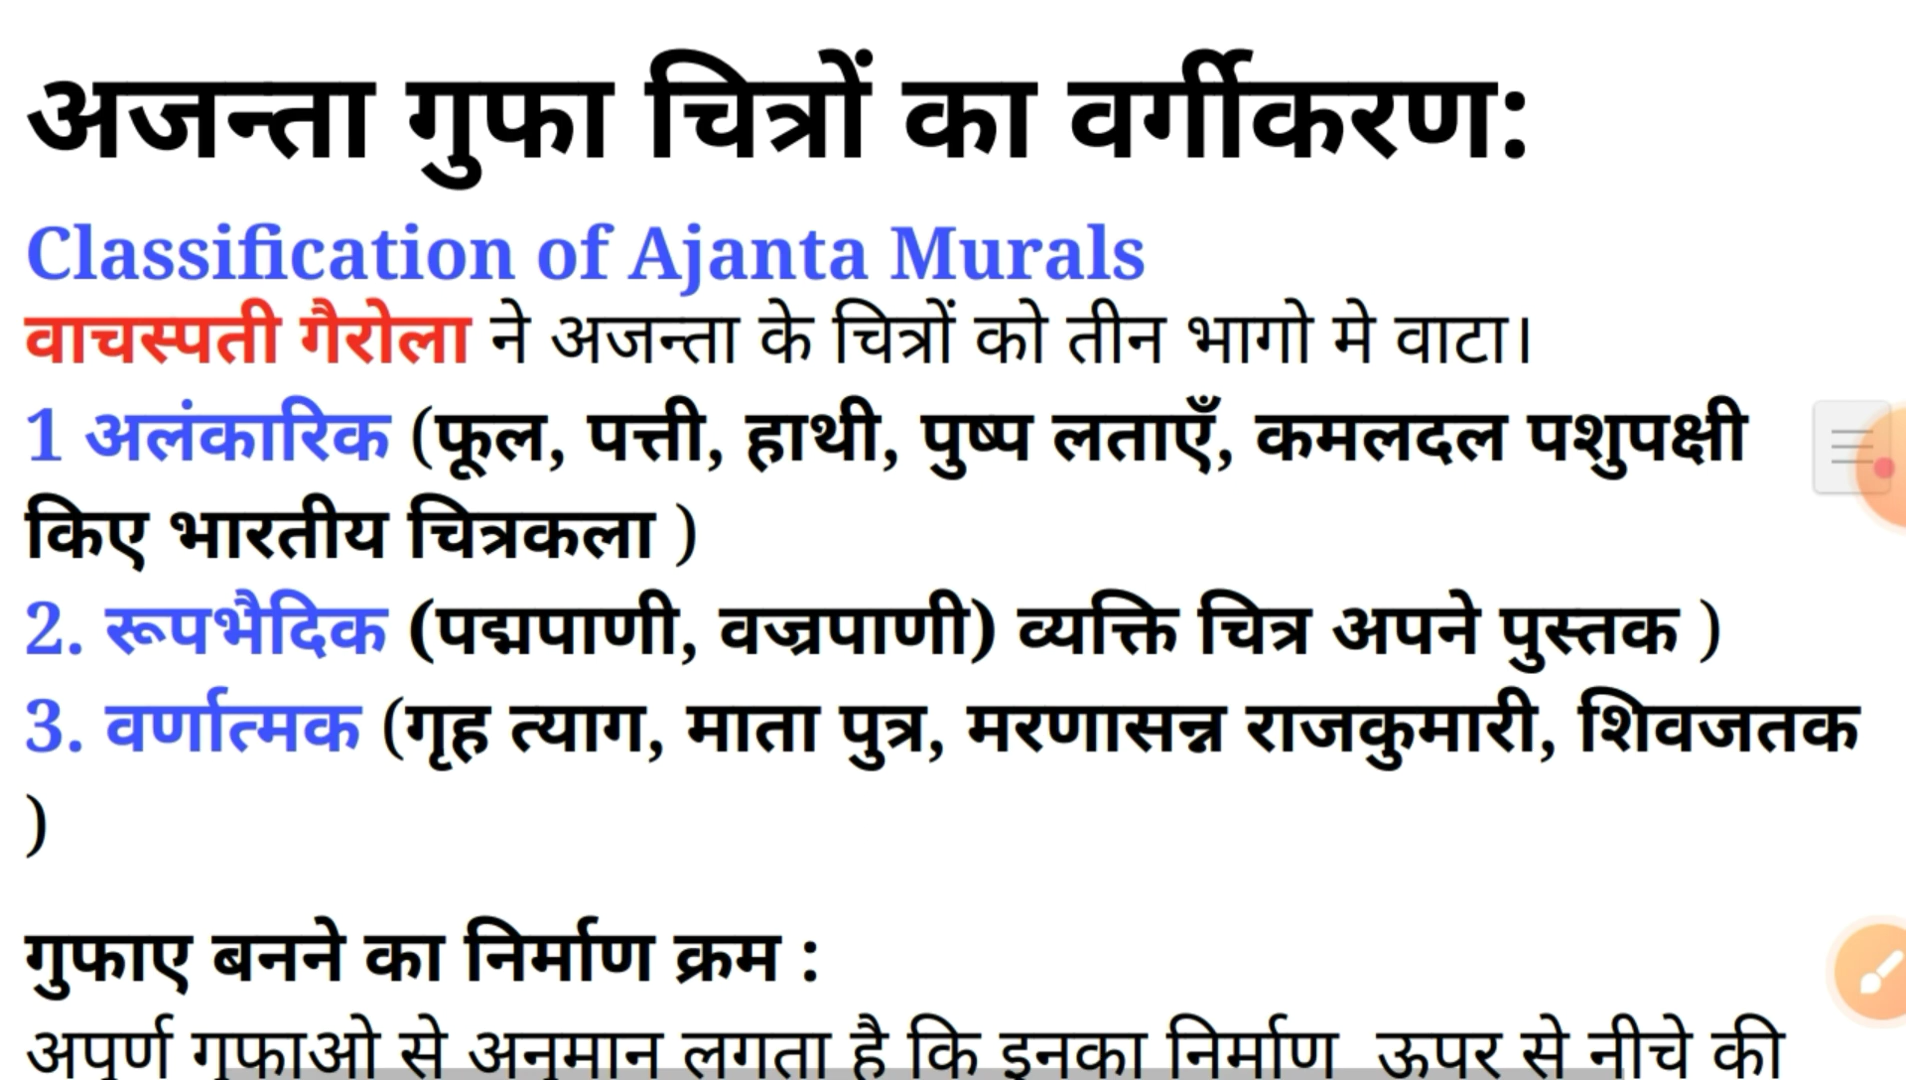 अजन्ता गुफा चित्रों का वर्गीकरण:
Classification of Ajanta Murals
वाचस्पती गैरोला ने अजन्ता के चित्रों को तीन भागो मे वाटा।
1 अलंकारिक (फूल, पत्ती, हाथी, पुष्प लताएँ, कमलदल पशुपक्षी
किए भारतीय चित्रकला )
2. रूपभैदिक (पद्मपाणी, वज्रपाणी) व्यक्ति चित्र अपने पुस्तक )
3. वर्णात्मक (गृह त्याग, माता पुत्र, मरणासन्न राजकुमारी, शिवजतक
)
गुफाए बनने का निर्माण क्रम :
अपूर्ण गुफाओ से अनुमान लगता है कि इनका निर्माण ऊपर से नीचे की